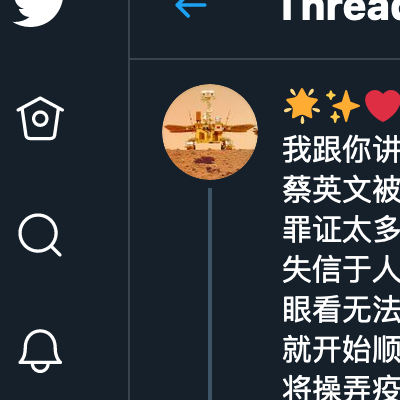 Thread
🌟✨❤️
我跟你讲
蔡英文被
罪证太多
失信于人
眼看无法
就开始顺
将操弄疫